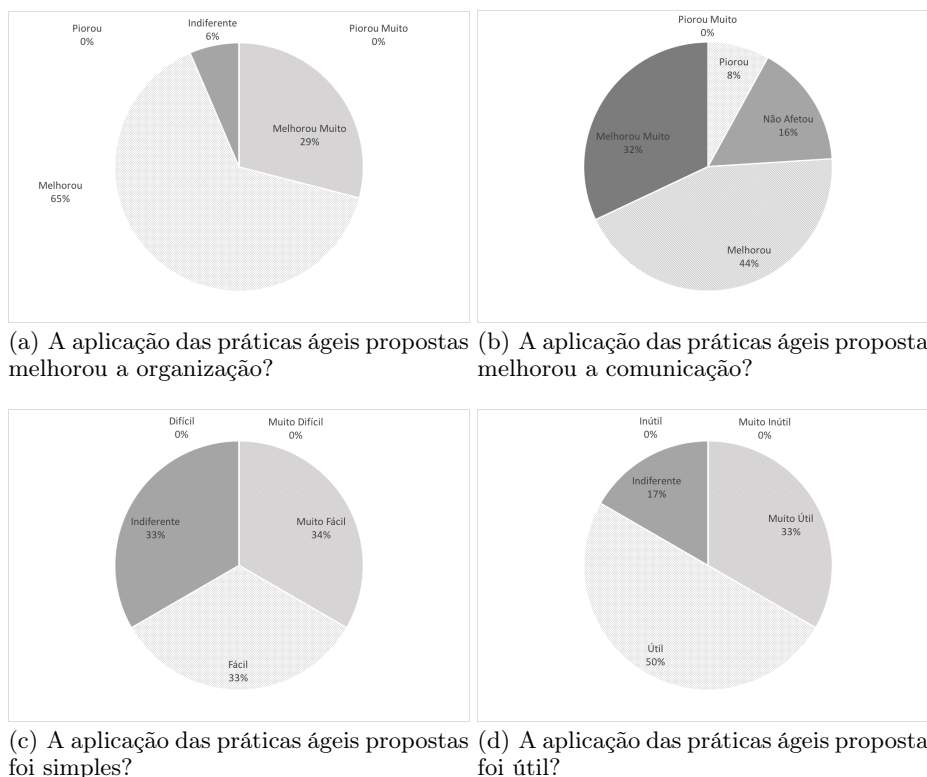 Piorou
0%
Indiferente
6%
Piorou Muito
0%
Melhorou Muito
29%
Melhorou
65%
Piorou Muito
0%
Piorou
8%
Não Afetou
16%
Melhorou Muito
32%
Melhorou
44%
(a) A aplicação das práticas ágeis propostas
melhorou a organização?
(b) A aplicação das práticas ágeis proposta
melhorou a comunicação?
Difícil
0%
Muito Difícil
0%
Indiferente
33%
Muito Fácil
34%
Fácil
33%
Inútil
0%
Muito Inútil
0%
Indiferente
17%
Muito Útil
33%
Útil
50%
(c) A aplicação das práticas ágeis propostas
foi simples?
(d) A aplicação das práticas ágeis proposta
foi útil?